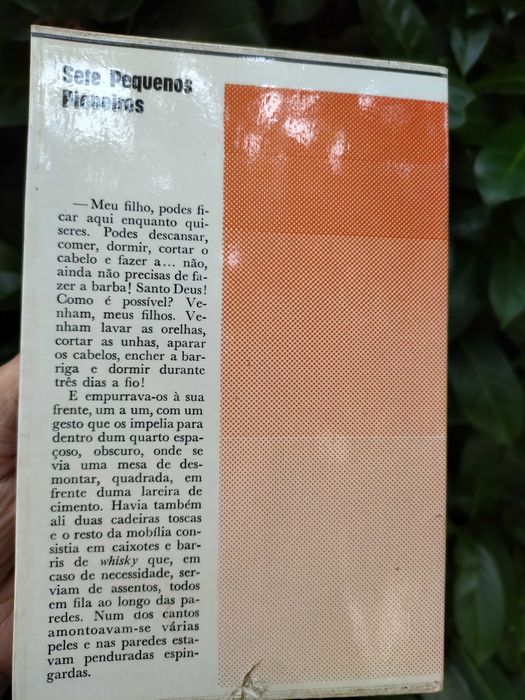 Sete Pequenos
Pioneiros
— Meu filho, podes fi-
car aqui enquanto qui-
seres. Podes descansar,
comer, dormir, cortar o
cabelo e fazer a... não,
ainda não precisas de fa-
zer a barba! Santo Deus!
Como é possível? Ve-
nham, meus filhos. Ve-
nham lavar as orelhas,
cortar as unhas, aparar
os cabelos, encher a bar-
riga e dormir durante
três dias a fio!
E empurrava-os à sua
frente, um a um, com um
gesto que os impelia para
dentro dum quarto espa-
çoso, obscuro, onde se
via uma mesa de des-
montar, quadrada, em
frente duma lareira de
cimento. Havia também
ali duas cadeiras toscas
e o resto da mobília con-
sistia em caixotes e bar-
ris de whisky que, em
caso de necessidade, ser-
viam de assentos, todos
em fila ao longo das pa-
redes. Num dos cantos
amontoavam-se várias
peles e nas paredes esta-
vam penduradas espin-
gardas.